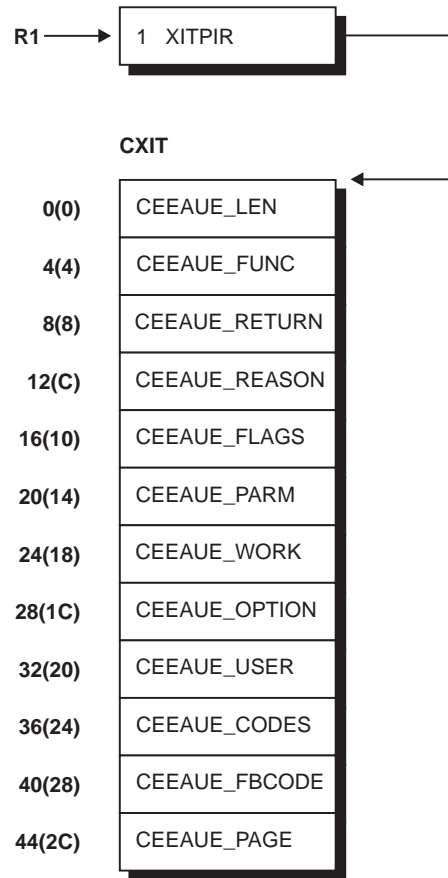 R1 1 XITPIR
CXIT
0(0) CEEAUE_LEN
4(4) CEEAUE_FUNC
8(8) CEEAUE_RETURN
12(C) CEEAUE_REASON
16(10) CEEAUE_FLAGS
20(14) CEEAUE_PARM
24(18) CEEAUE_WORK
28(1C) CEEAUE_OPTION
32(20) CEEAUE_USER
36(24) CEEAUE_CODES
40(28) CEEAUE_FBCODE
44(2C) CEEAUE_PAGE